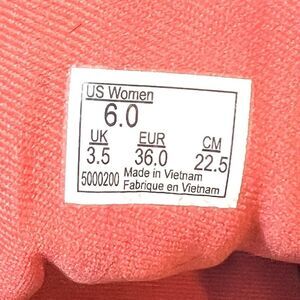 US Women
6.0
UK EUR CM
3.5 36.0 22.5
5000200 Made in Vietnam
Fabrique en Vietnam